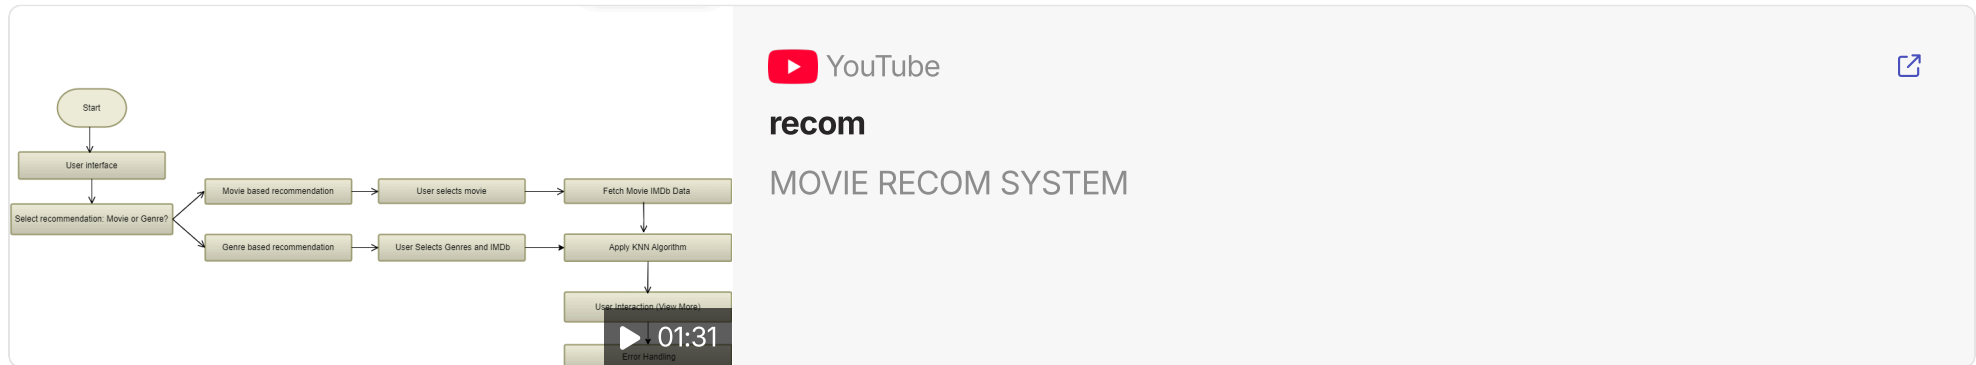 Start
User interface
Select recommendation: Movie or Genre?
Movie based recommendation
User selects movie
Fetch Movie IMDb Data
Genre based recommendation
User Selects Genres and IMDb
Apply KNN Algorithm
User Interaction (View More)
Error Handling
01:31
YouTube
recom
MOVIE RECOM SYSTEM